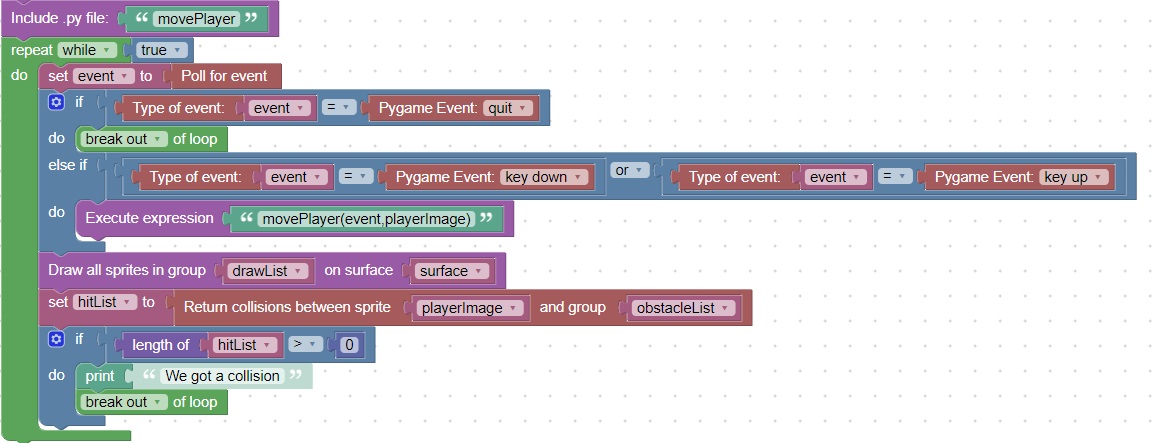 Include .py file: “ movePlayer ”
repeat while ▾ true ▾
do set event ▾ to Poll for event
if Type of event: event ▾ = ▾ Pygame Event: quit ▾
do break out ▾ of loop
else if Type of event: event ▾ = ▾ Pygame Event: key down ▾ or ▾ Type of event: event ▾ = ▾ Pygame Event: key up ▾
do Execute expression “ movePlayer(event,playerImage) ”
Draw all sprites in group drawList ▾ on surface surface ▾
set hitList ▾ to Return collisions between sprite playerImage ▾ and group obstacleList ▾
if length of hitList ▾ > ▾ 0
do print “ We got a collision ”
break out ▾ of loop